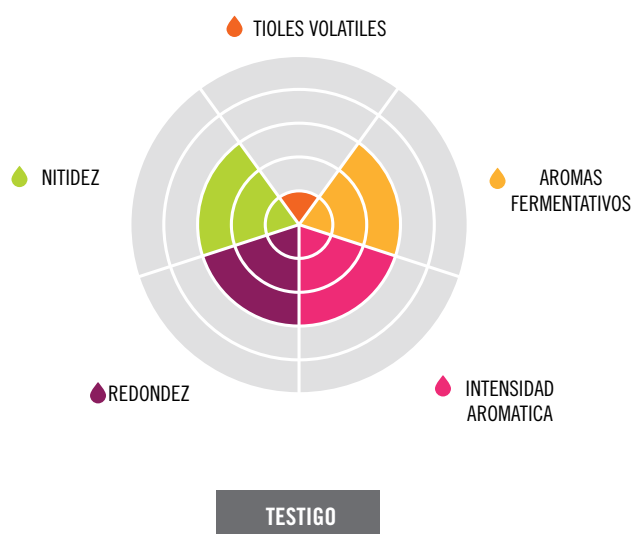 TIOLES VOLATILES
NITIDEZ
AROMAS
FERMENTATIVOS
REDONDEZ
INTENSIDAD
AROMATICA
TESTIGO